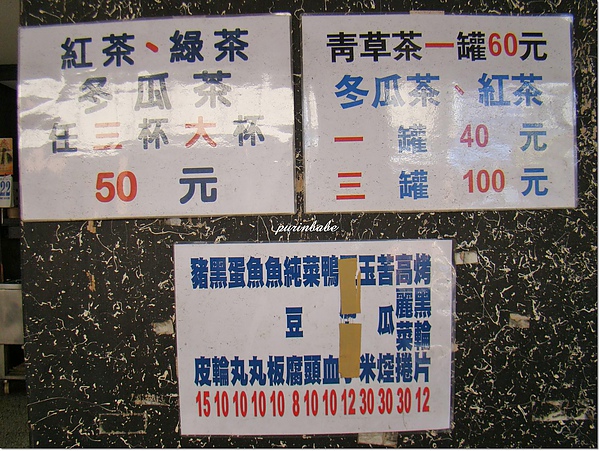 紅茶、綠茶
冬瓜茶
任三杯大杯
50 元
青草茶一罐60元
冬瓜茶、紅茶
一 罐 40 元
三 罐 100 元
purinbabe
烤黑輪片 12
高麗菜捲 30
苦瓜焢 30
玉米 30
12
鴨血 10
菜頭 10
純豆腐 8
魚板 10
魚丸 10
蛋丸 10
黑輪 10
豬皮 15